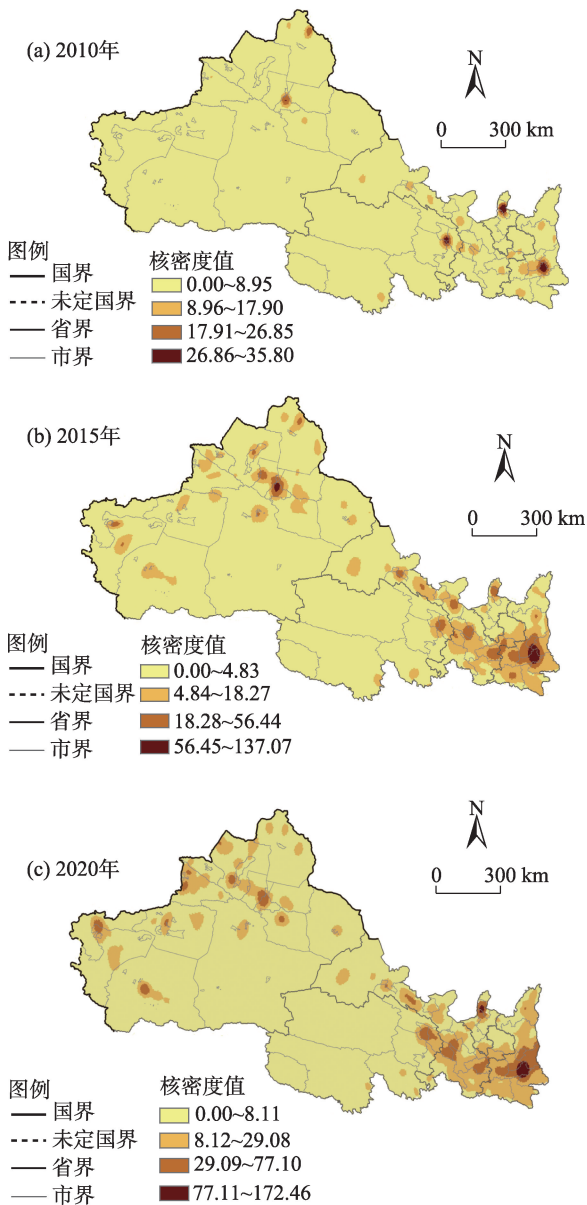 (a) 2010年
N
0 300 km
图例
国界
未定国界
省界
市界
核密度值
0.00~8.95
8.96~17.90
17.91~26.85
26.86~35.80
(b) 2015年
N
0 300 km
图例
国界
未定国界
省界
市界
核密度值
0.00~4.83
4.84~18.27
18.28~56.44
56.45~137.07
(c) 2020年
N
0 300 km
图例
国界
未定国界
省界
市界
核密度值
0.00~8.11
8.12~29.08
29.09~77.10
77.11~172.46